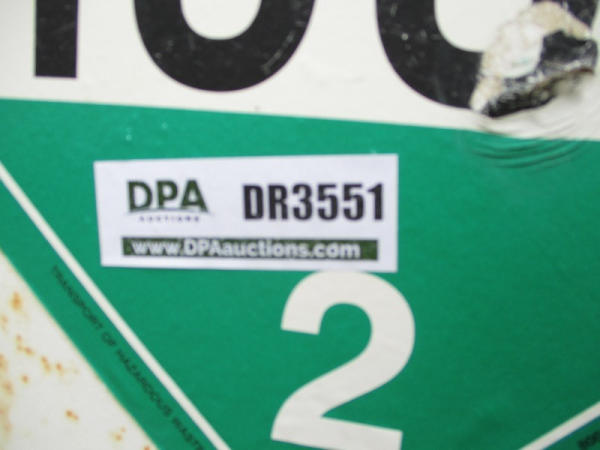 DPA
AUCTIONS
DR3551
www.DPAauctions.com
2
TRANSPORT OF HAZARDOUS WASTE